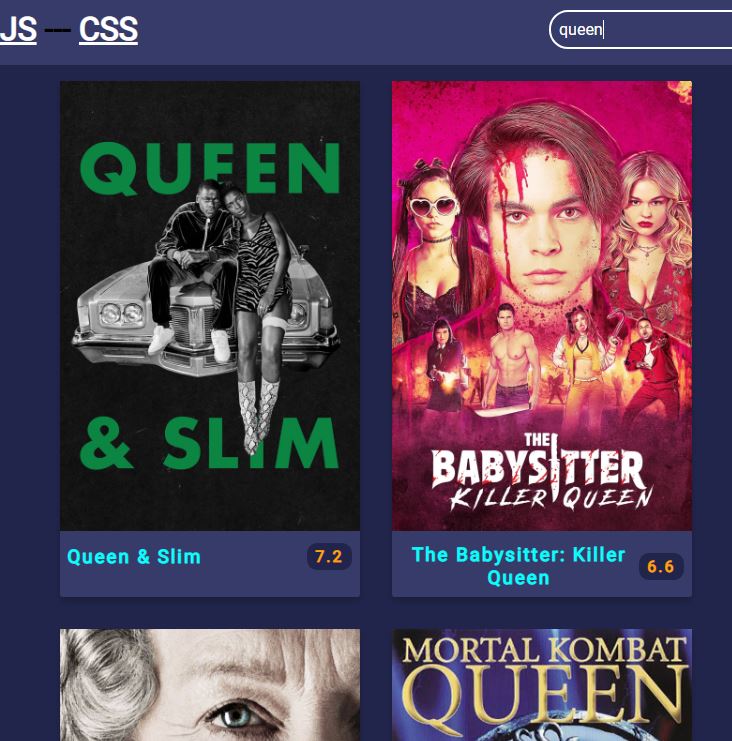 JS --- CSS
queen
QUEEN
& SLIM
THE
BABYSITTER
KILLER QUEEN
Queen & Slim
7.2
The Babysitter: Killer
Queen
6.6
MORTAL KOMBAT
QUEEN